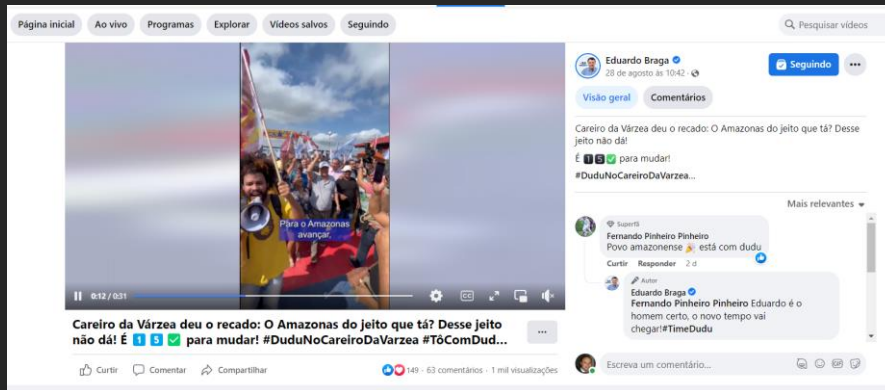 Página inicial
Ao vivo
Programas
Explorar
Vídeos salvos
Seguindo
Pesquisar vídeos
Para o Amazonas
avançar,
0:12 / 0:31
Careiro da Várzea deu o recado: O Amazonas do jeito que tá? Desse jeito
não dá! É 1 5 ✅ para mudar! #DuduNoCareiroDaVarzea #TôComDud...
Curtir
Comentar
Compartilhar
149 · 63 comentários · 1 mil visualizações
Eduardo Braga
28 de agosto às 10:42 ·
Seguindo
Visão geral
Comentários
Careiro da Várzea deu o recado: O Amazonas do jeito que tá? Desse
jeito não dá!
É 1 5 ✅ para mudar!
#DuduNoCareiroDaVarzea...
Mais relevantes
Superfã
Fernando Pinheiro Pinheiro
Povo amazonense 🎉 está com dudu
Curtir Responder 2 d
Autor
Eduardo Braga
Fernando Pinheiro Pinheiro Eduardo é o
homem certo, o novo tempo vai
chegar!#TimeDudu
Escreva um comentário...